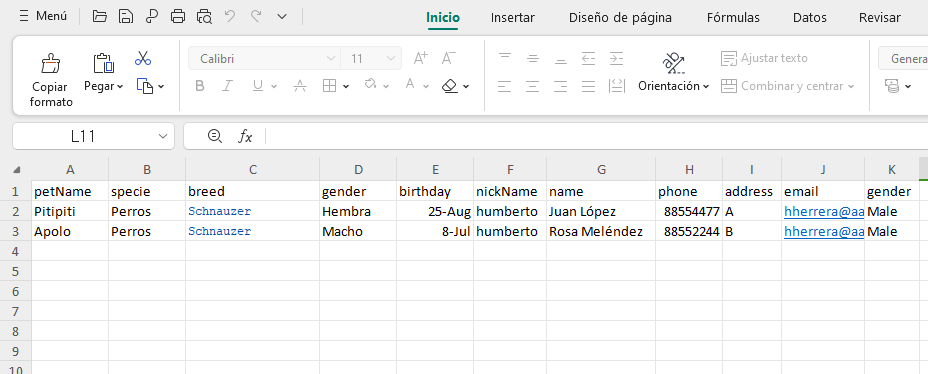 Menú Inicio Insertar Diseño de página Fórmulas Datos Revisar
Calibri 11 A+ A- Ajustar texto Genera
Copiar formato Pegar N K U A A Orientación Combinar y centrar
L11 fx
A B C D E F G H I J K
1 petName specie breed gender birthday nickName name phone address email gender
2 Pitipiti Perros Schnauzer Hembra 25-Aug humberto Juan López 88554477 A hherrera@aa Male
3 Apolo Perros Schnauzer Macho 8-Jul humberto Rosa Meléndez 88552244 B hherrera@aa Male
4
5
6
7
8
9
10